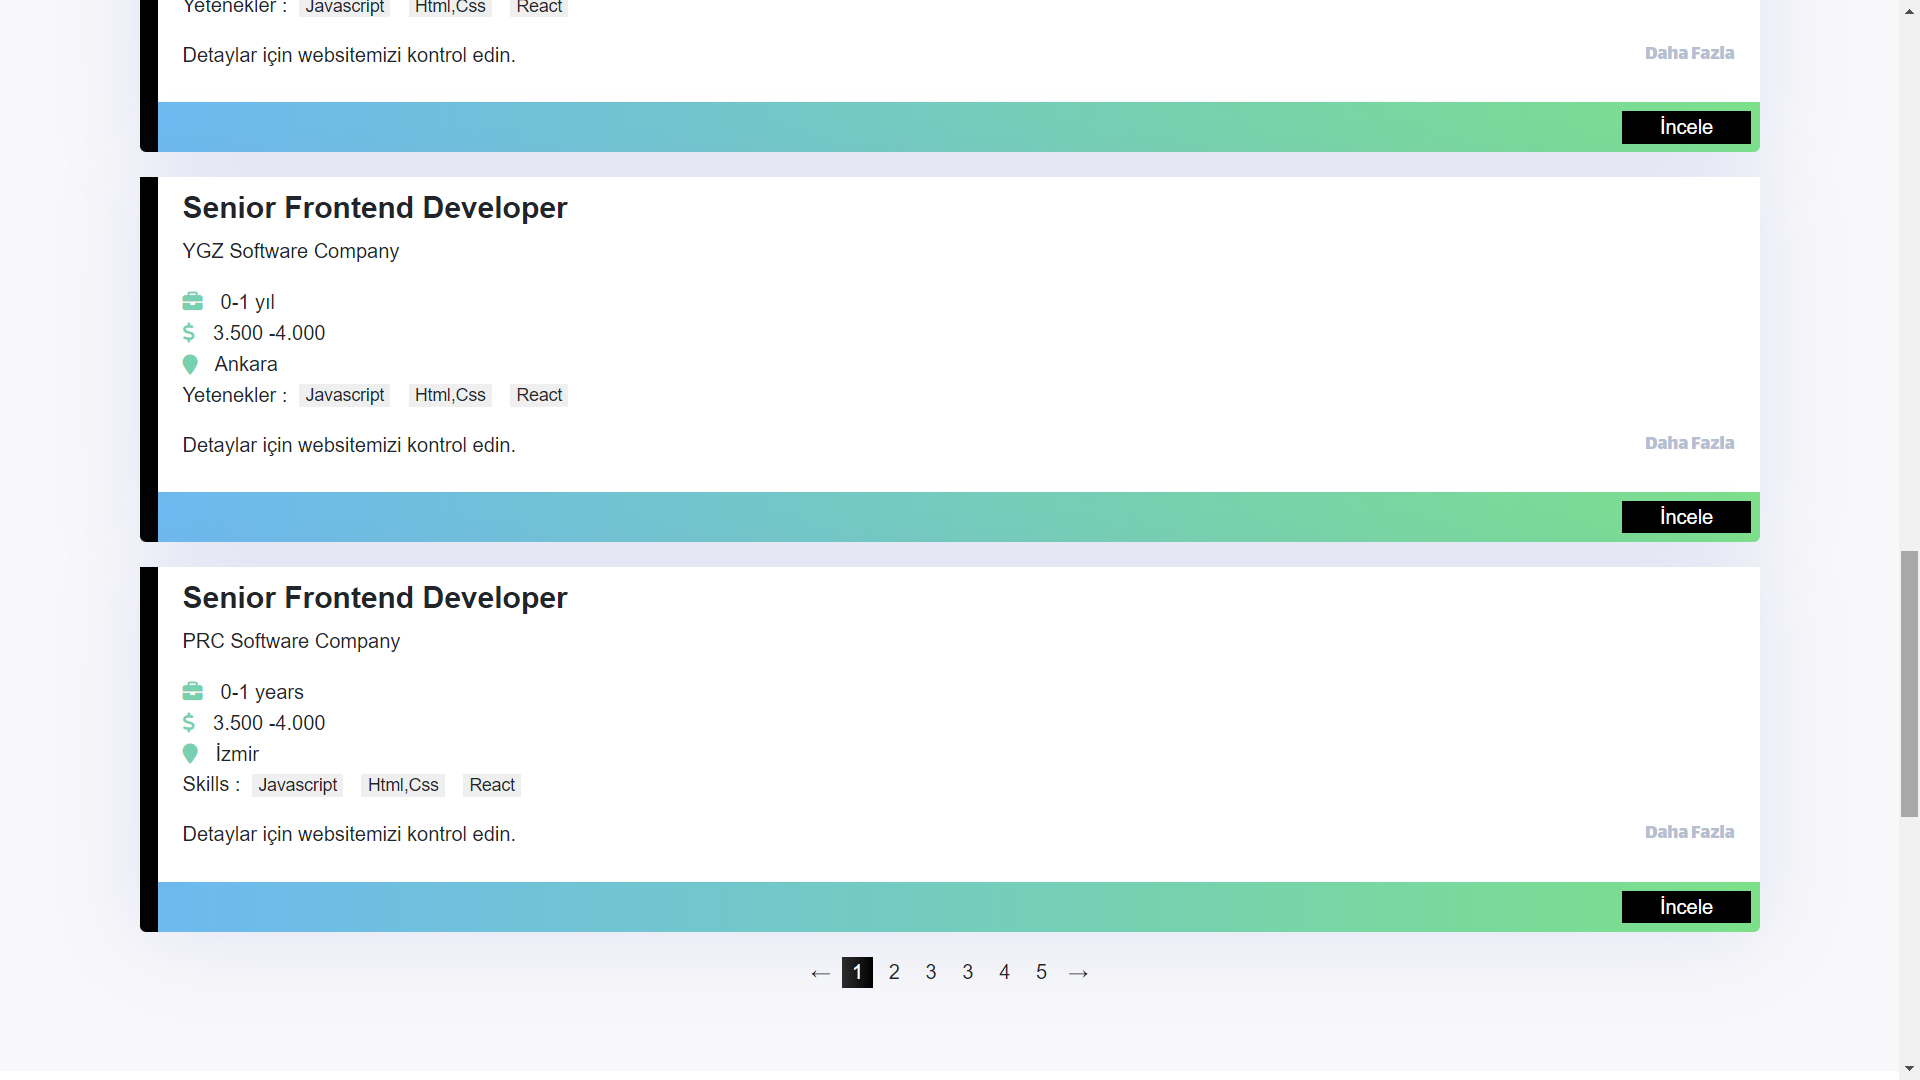 Yetenekler : Javascript Html,Css React
Detaylar için websitemizi kontrol edin. Daha Fazla
İncele
Senior Frontend Developer
YGZ Software Company
0-1 yıl
3.500 -4.000
Ankara
Yetenekler : Javascript Html,Css React
Detaylar için websitemizi kontrol edin. Daha Fazla
İncele
Senior Frontend Developer
PRC Software Company
0-1 years
3.500 -4.000
İzmir
Skills : Javascript Html,Css React
Detaylar için websitemizi kontrol edin. Daha Fazla
İncele
← 1 2 3 3 4 5 →